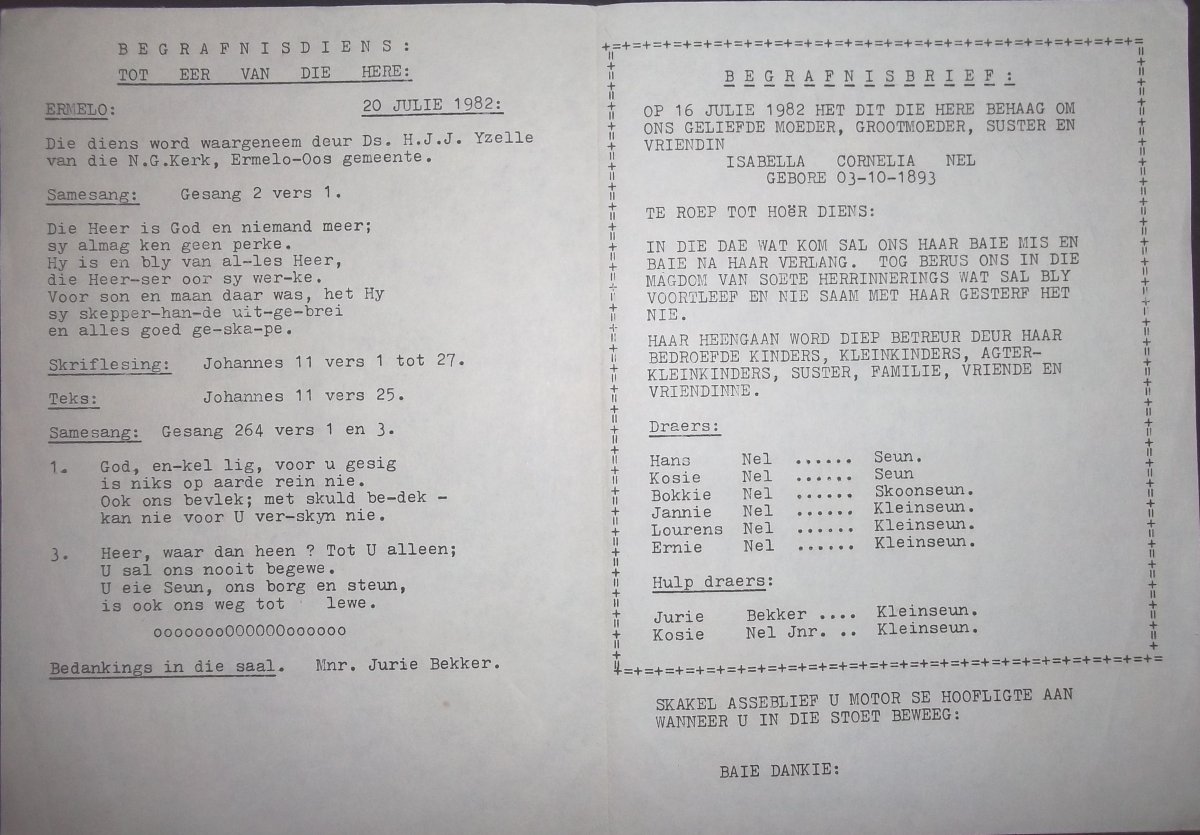 B E G R A F N I S D I E N S :
TOT EER VAN DIE HERE:
ERMELO: 20 JULIE 1982:
Die diens word waargeneem deur Ds. H.J.J. Yzelle
van die N.G.Kerk, Ermelo-Oos gemeente.
Samesang: Gesang 2 vers 1.
Die Heer is God en niemand meer;
sy almag ken geen perke.
Hy is en bly van al-les Heer,
die Heer-ser oor sy wer-ke.
Voor son en maan daar was, het Hy
sy skepper-han-de uit-ge-brei
en alles goed ge-ska-pe.
Skriflesing: Johannes 11 vers 1 tot 27.
Teks: Johannes 11 vers 25.
Samesang: Gesang 264 vers 1 en 3.
1. God, en-kel lig, voor u gesig
is niks op aarde rein nie.
Ook ons bevlek; met skuld be-dek -
kan nie voor U ver-skyn nie.
3. Heer, waar dan heen ? Tot U alleen;
U sal ons nooit begewe.
U eie Seun, ons borg en steun,
is ook ons weg tot lewe.
oooooooOOOOOOoooooo
Bedankings in die saal. Mnr. Jurie Bekker.
B E G R A F N I S B R I E F :
OP 16 JULIE 1982 HET DIT DIE HERE BEHAAG OM
ONS GELIEFDE MOEDER, GROOTMOEDER, SUSTER EN
VRIENDIN
ISABELLA CORNELIA NEL
GEBORE 03-10-1893
TE ROEP TOT HOëR DIENS:
IN DIE DAE WAT KOM SAL ONS HAAR BAIE MIS EN
BAIE NA HAAR VERLANG. TOG BERUS ONS IN DIE
MAGDOM VAN SOETE HERRINNERINGS WAT SAL BLY
VOORTLEEF EN NIE SAAM MET HAAR GESTERF HET
NIE.
HAAR HEENGAAN WORD DIEP BETREUR DEUR HAAR
BEDROEFDE KINDERS, KLEINKINDERS, AGTER-
KLEINKINDERS, SUSTER, FAMILIE, VRIENDE EN
VRIENDINNE.
Draers:
Hans Nel ...... Seun.
Kosie Nel ...... Seun
Bokkie Nel ...... Skoonseun.
Jannie Nel ...... Kleinseun.
Lourens Nel ...... Kleinseun.
Ernie Nel ...... Kleinseun.
Hulp draers:
Jurie Bekker .... Kleinseun.
Kosie Nel Jnr. .. Kleinseun.
SKAKEL ASSEBLIEF U MOTOR SE HOOFLIGTE AAN
WANNEER U IN DIE STOET BEWEEG:
BAIE DANKIE: